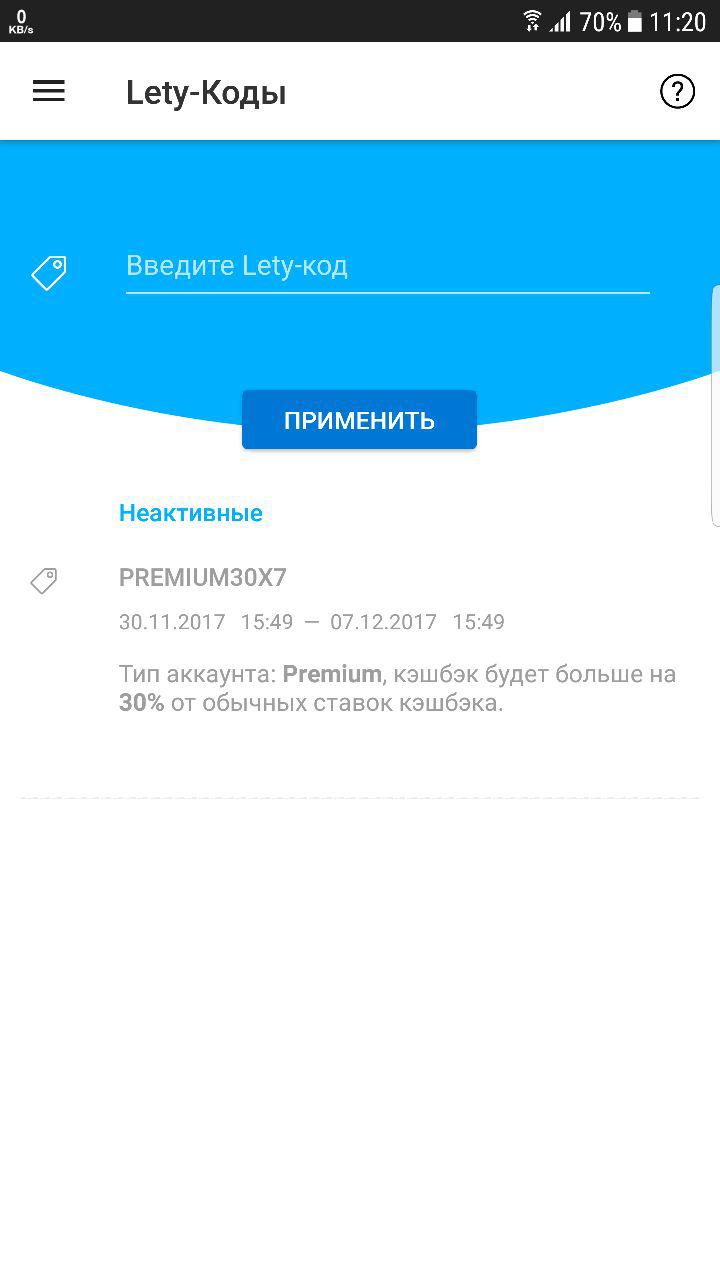 0
KB/s
70%
11:20
Lety-Коды
?
Введите Lety-код
ПРИМЕНИТЬ
Неактивные
PREMIUM30X7
30.11.2017 15:49 — 07.12.2017 15:49
Тип аккаунта: Premium, кэшбэк будет больше на
30% от обычных ставок кэшбэка.